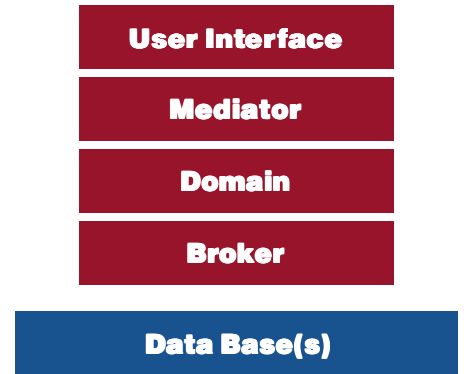 User Interface
Mediator
Domain
Broker
Data Base(s)